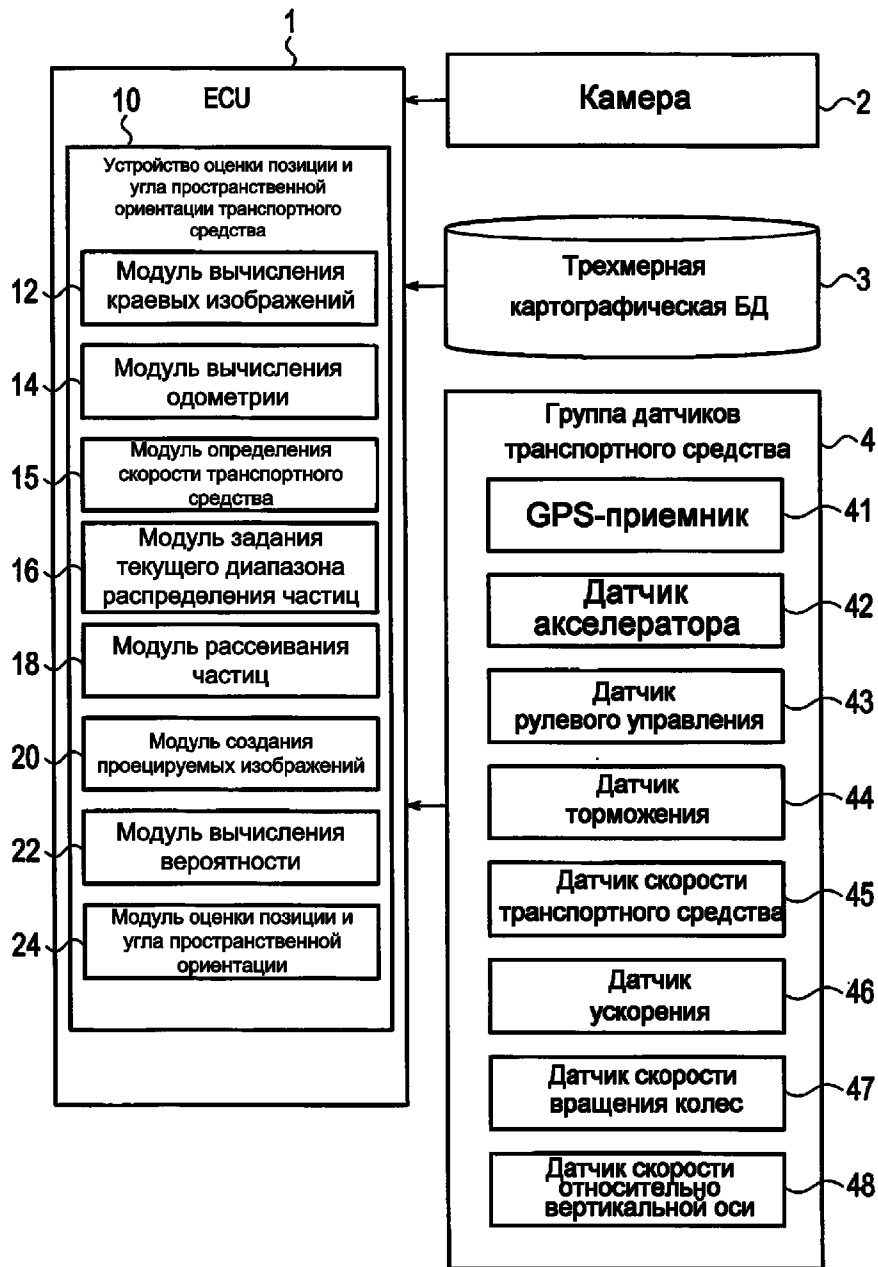 1
ECU
10
Устройство оценки позиции и
угла пространственной
ориентации транспортного
средства
12
Модуль вычисления
краевых изображений
14
Модуль вычисления
одометрии
15
Модуль определения
скорости транспортного
средства
16
Модуль задания
текущего диапазона
распределения частиц
18
Модуль рассеивания
частиц
20
Модуль создания
проецируемых изображений
22
Модуль вычисления
вероятности
24
Модуль оценки позиции и
угла пространственной
ориентации
Камера
2
Трехмерная
картографическая БД
3
Группа датчиков
транспортного средства
4
GPS-приемник
41
Датчик
акселератора
42
Датчик
рулевого управления
43
Датчик
торможения
44
Датчик скорости
транспортного средства
45
Датчик
ускорения
46
Датчик скорости
вращения колес
47
Датчик скорости
относительно
вертикальной оси
48